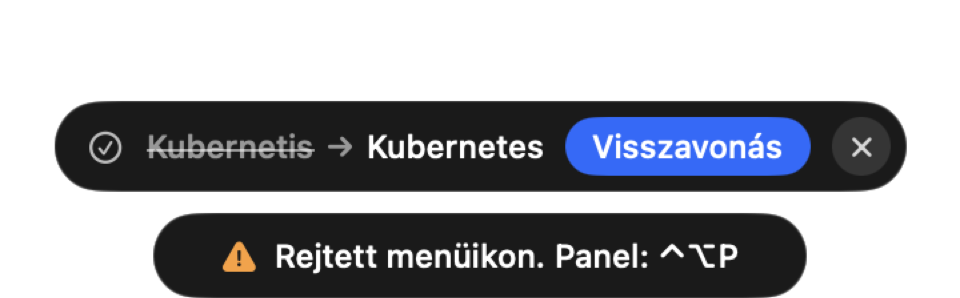 Kubernetis → Kubernetes Visszavonás
Rejtett menüikon. Panel: ⌃⌥P